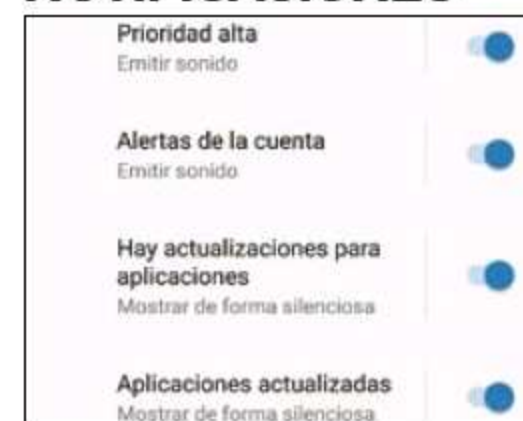 Prioridad alta
Emitir sonido
Alertas de la cuenta
Emitir sonido
Hay actualizaciones para
aplicaciones
Mostrar de forma silenciosa
Aplicaciones actualizadas
Mostrar de forma silenciosa